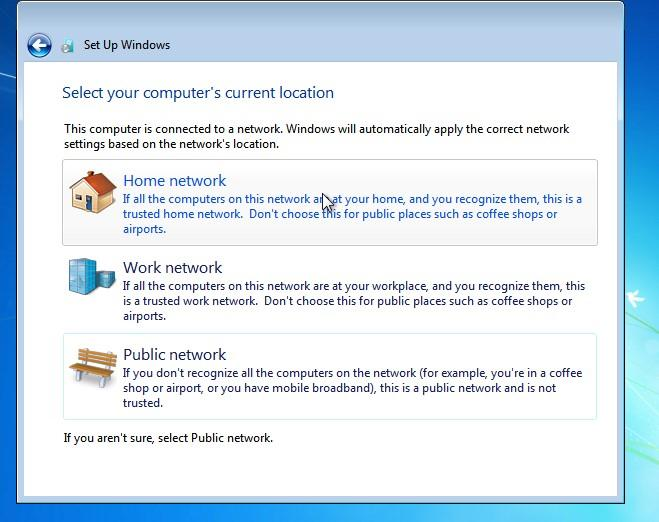 Set Up Windows
Select your computer's current location
This computer is connected to a network. Windows will automatically apply the correct network
settings based on the network's location.
Home network
If all the computers on this network are at your home, and you recognize them, this is a
trusted home network. Don't choose this for public places such as coffee shops or
airports.
Work network
If all the computers on this network are at your workplace, and you recognize them, this
is a trusted work network. Don't choose this for public places such as coffee shops or
airports.
Public network
If you don't recognize all the computers on the network (for example, you're in a coffee
shop or airport, or you have mobile broadband), this is a public network and is not
trusted.
If you aren't sure, select Public network.